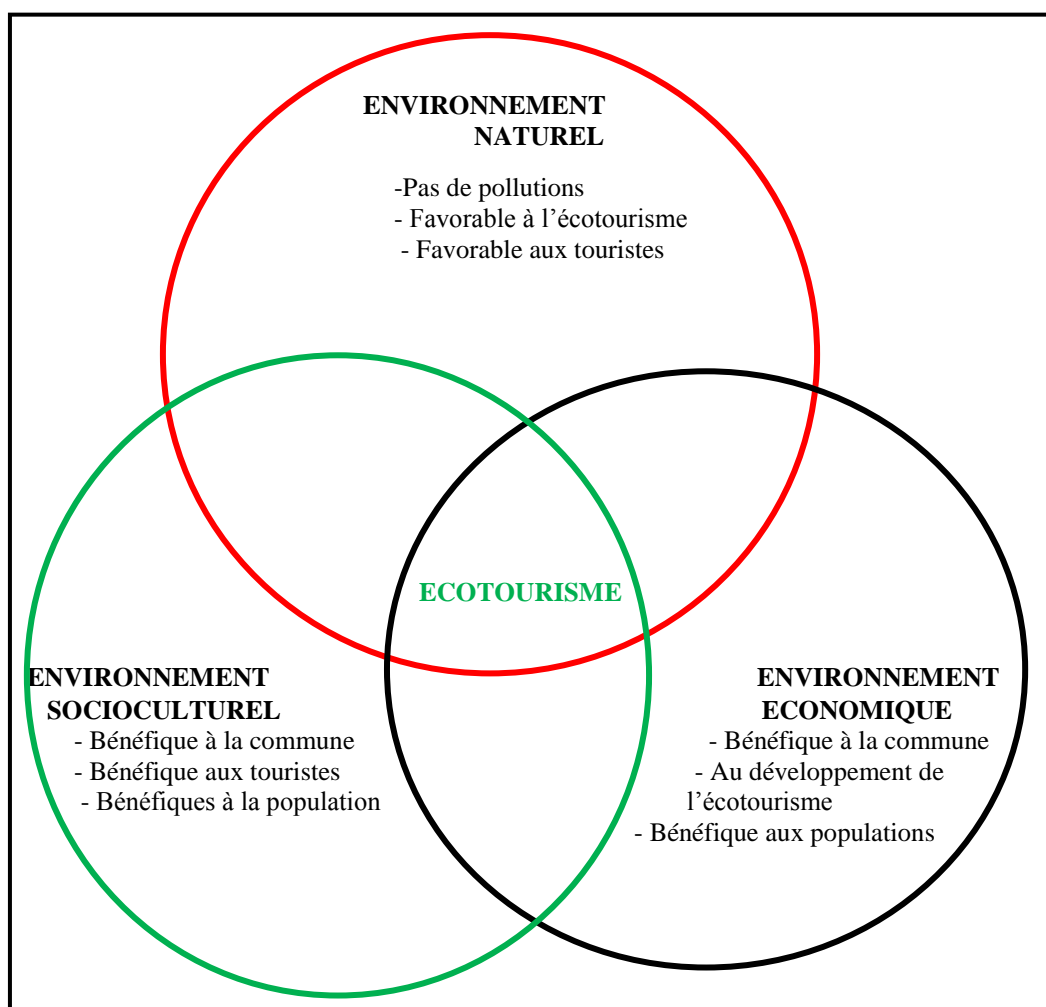 ENVIRONNEMENT
NATUREL
-Pas de pollutions
- Favorable à l’écotourisme
- Favorable aux touristes
ECOTOURISME
ENVIRONNEMENT
SOCIOCULTUREL
- Bénéfique à la commune
- Bénéfique aux touristes
- Bénéfiques à la population
ENVIRONNEMENT
ECONOMIQUE
- Bénéfique à la commune
- Au développement de
l’écotourisme
- Bénéfique aux populations